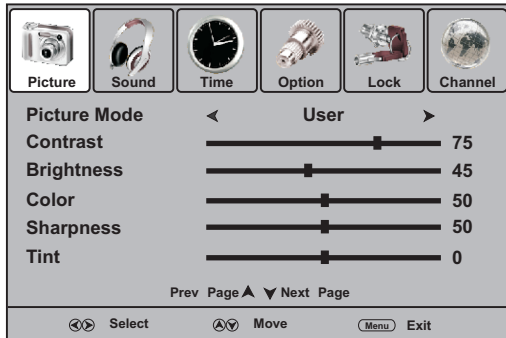 Picture Sound Time Option Lock Channel
Picture Mode User
Contrast 75
Brightness 45
Color 50
Sharpness 50
Tint 0
Prev Page Next Page
Select Move Menu Exit